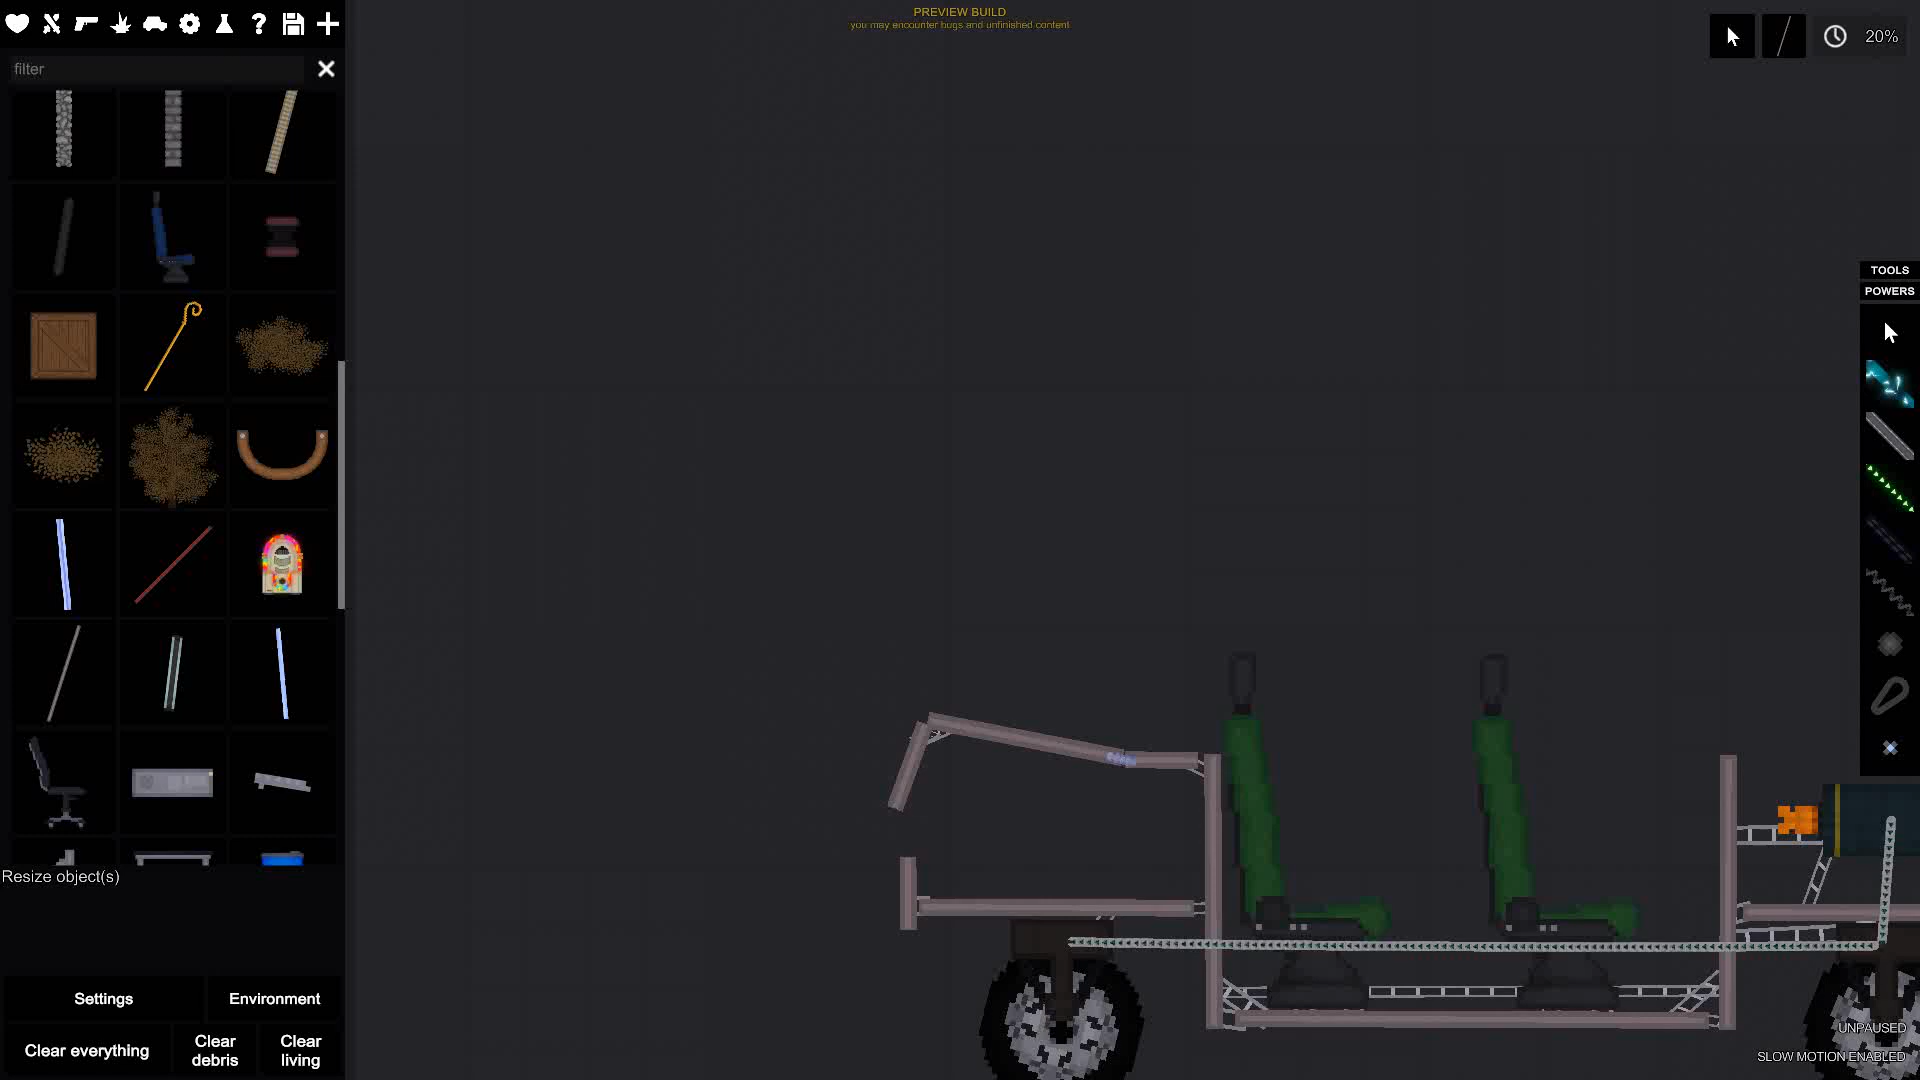 PREVIEW BUILD
you may encounter bugs and unfinished content
20%
filter
TOOLS
POWERS
Resize object(s)
Settings
Environment
Clear everything
Clear debris
Clear living
UNPAUSED
SLOW MOTION ENABLED